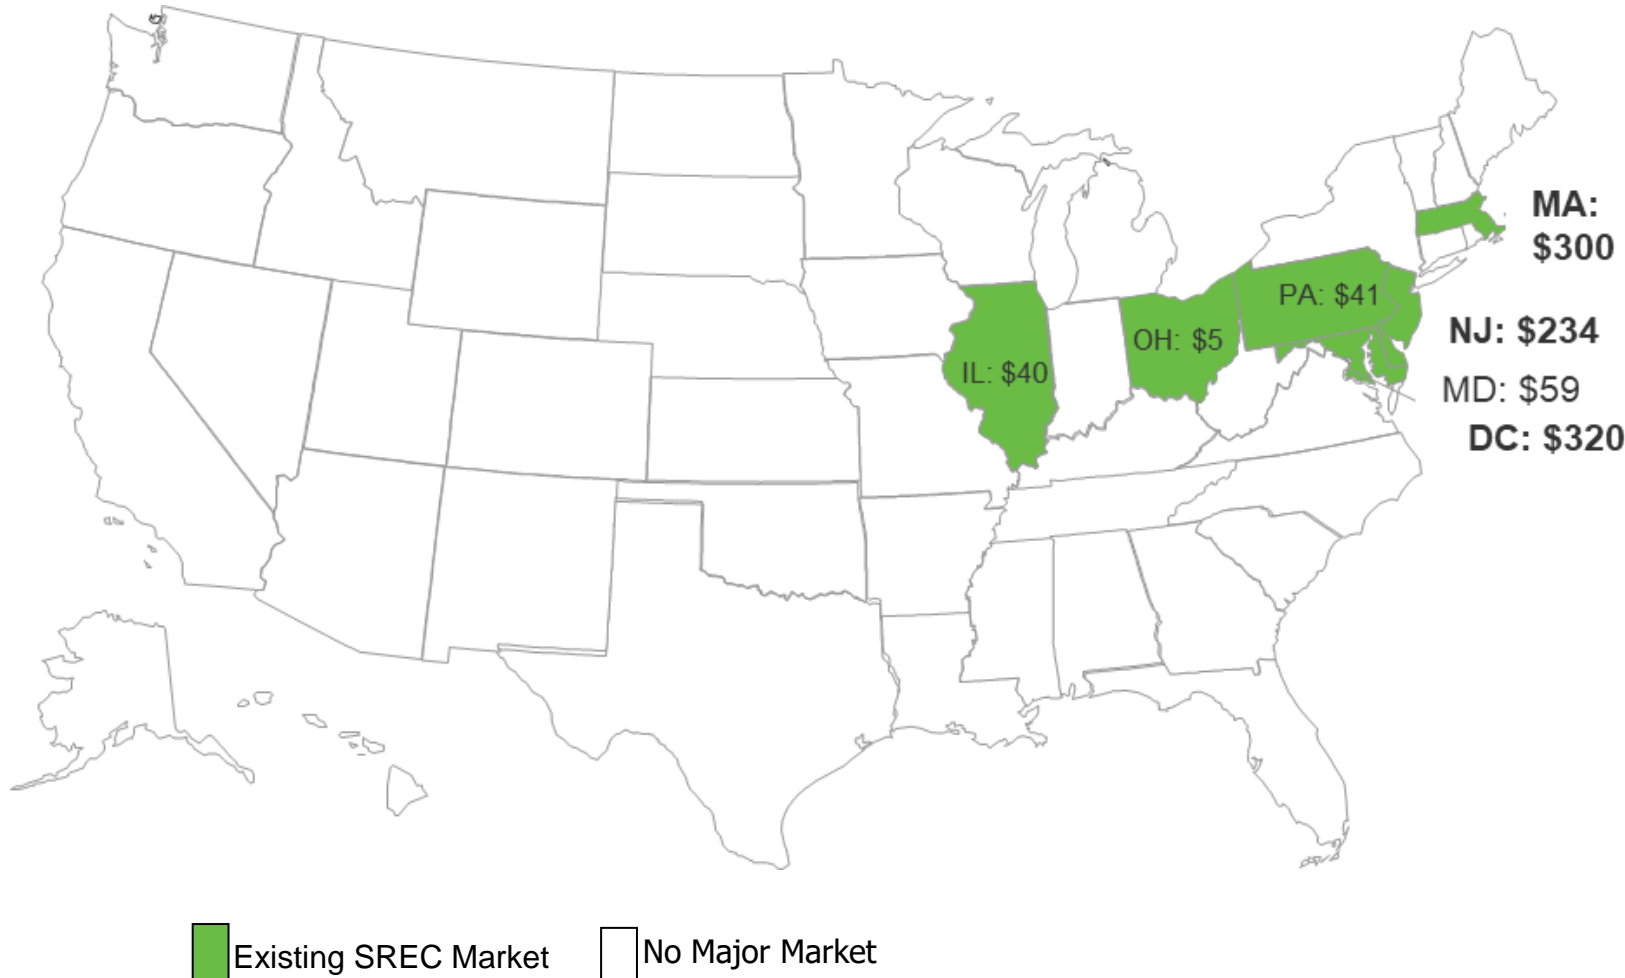 MA:
$300
PA: $41
NJ: $234
OH: $5
IL: $40
MD: $59
DC: $320
Existing SREC Market
No Major Market